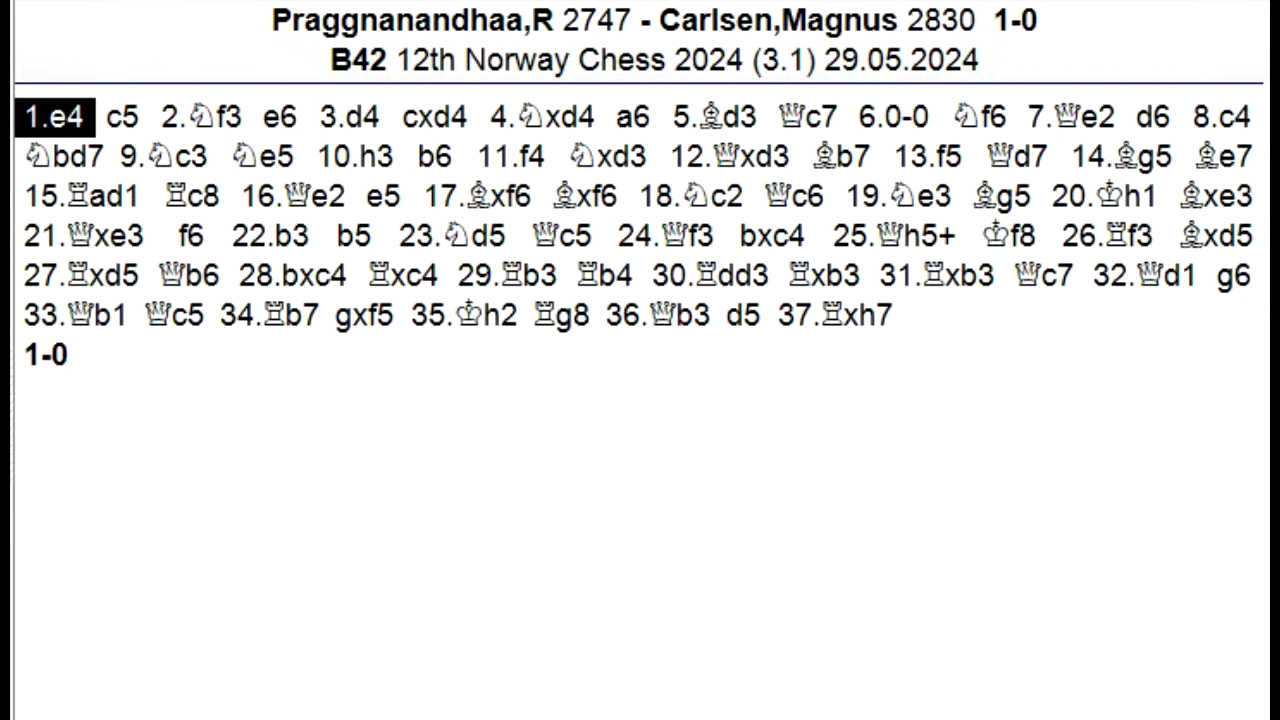 Praggnanandhaa,R 2747 - Carlsen,Magnus 2830 1-0
B42 12th Norway Chess 2024 (3.1) 29.05.2024
1.e4 c5 2.♘f3 e6 3.d4 cxd4 4.♘xd4 a6 5.♗d3 ♕c7 6.0-0 ♘f6 7.♕e2 d6 8.c4
♘bd7 9.♘c3 ♘e5 10.h3 b6 11.f4 ♘xd3 12.♕xd3 ♗b7 13.f5 ♕d7 14.♗g5 ♗e7
15.♖ad1 ♖c8 16.♕e2 e5 17.♗xf6 ♗xf6 18.♘c2 ♕c6 19.♘e3 ♗g5 20.♔h1 ♗xe3
21.♕xe3 f6 22.b3 b5 23.♘d5 ♕c5 24.♕f3 bxc4 25.♕h5+ ♔f8 26.♖f3 ♗xd5
27.♖xd5 ♕b6 28.bxc4 ♖xc4 29.♖b3 ♖b4 30.♖dd3 ♖xb3 31.♖xb3 ♕c7 32.♕d1 g6
33.♕b1 ♕c5 34.♖b7 gxf5 35.♔h2 ♖g8 36.♕b3 d5 37.♖xh7
1-0